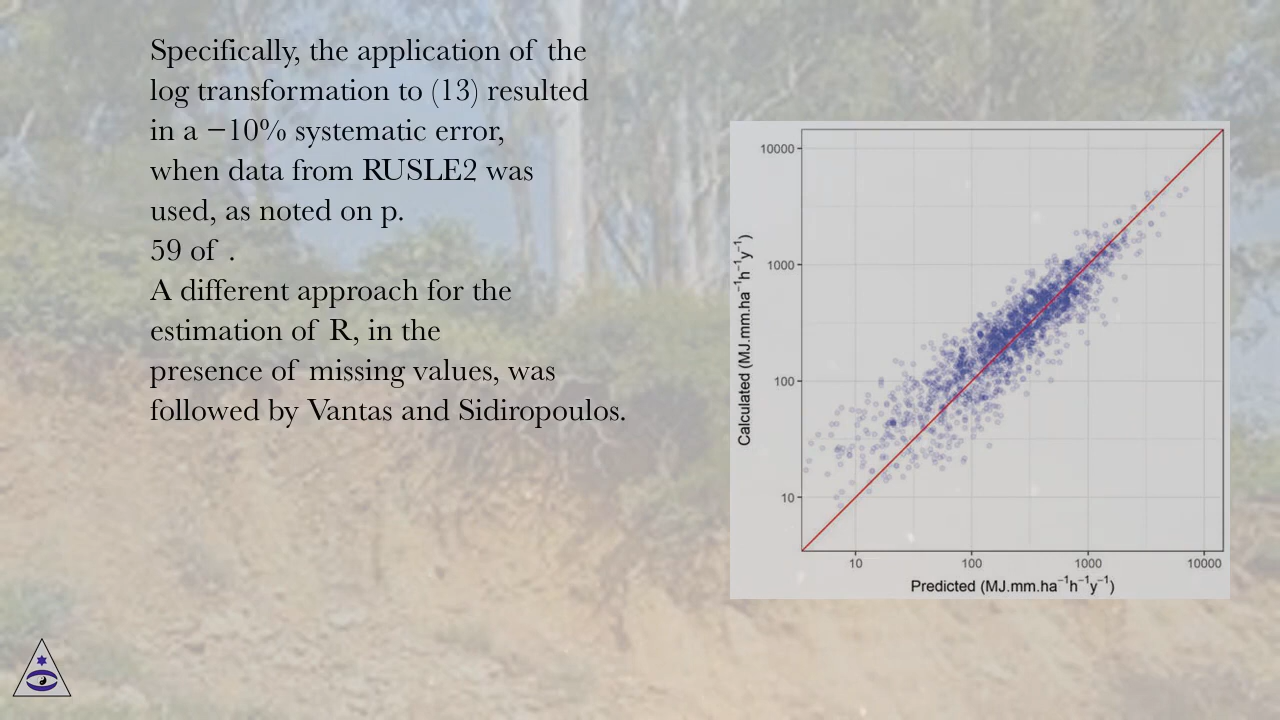 Specifically, the application of the
log transformation to (13) resulted
in a −10% systematic error,
when data from RUSLE2 was
used, as noted on p.
59 of .
A different approach for the
estimation of R, in the
presence of missing values, was
followed by Vantas and Sidiropoulos.
10000
1000
100
10
Calculated (MJ.mm.ha⁻¹h⁻¹y⁻¹)
10 100 1000 10000
Predicted (MJ.mm.ha⁻¹h⁻¹y⁻¹)